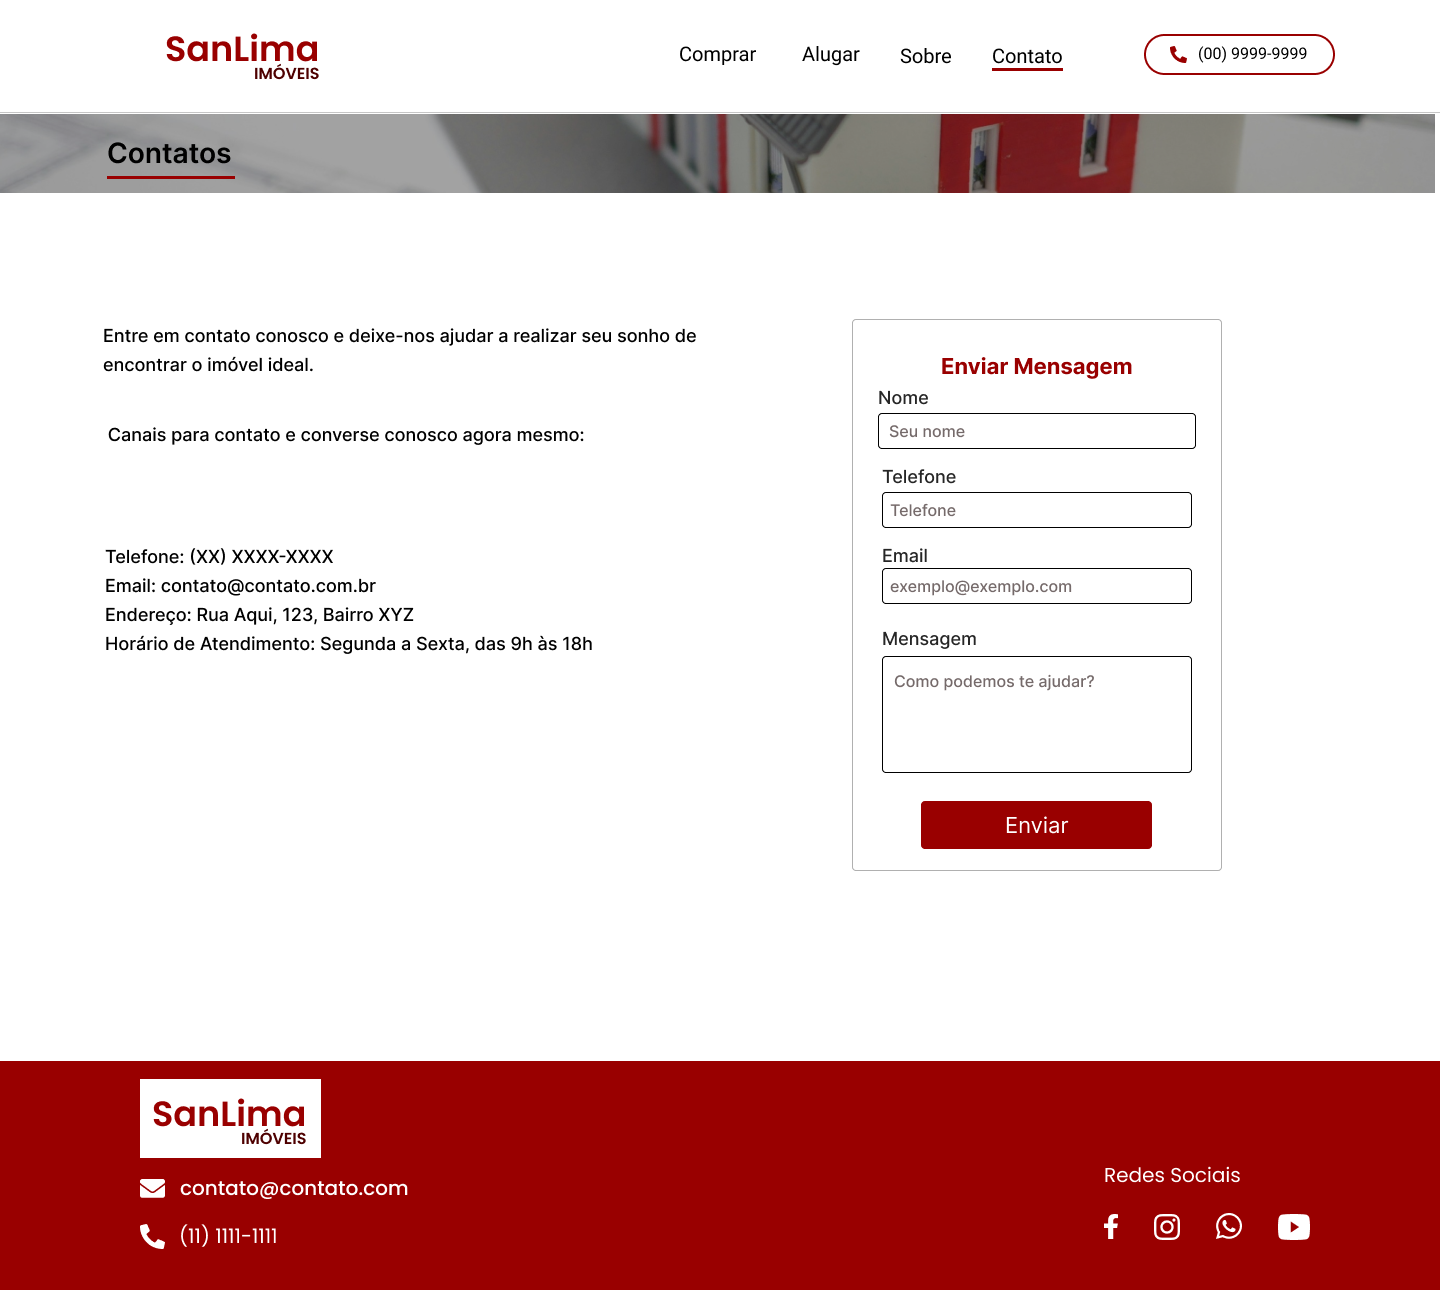 SanLima
IMÓVEIS
Comprar
Alugar
Sobre
Contato
(00) 9999-9999
Contatos
Entre em contato conosco e deixe-nos ajudar a realizar seu sonho de
encontrar o imóvel ideal.
Canais para contato e converse conosco agora mesmo:
Telefone: (XX) XXXX-XXXX
Email: contato@contato.com.br
Endereço: Rua Aqui, 123, Bairro XYZ
Horário de Atendimento: Segunda a Sexta, das 9h às 18h
Enviar Mensagem
Nome
Seu nome
Telefone
Telefone
Email
exemplo@exemplo.com
Mensagem
Como podemos te ajudar?
Enviar
SanLima
IMÓVEIS
contato@contato.com
(11) 1111-1111
Redes Sociais